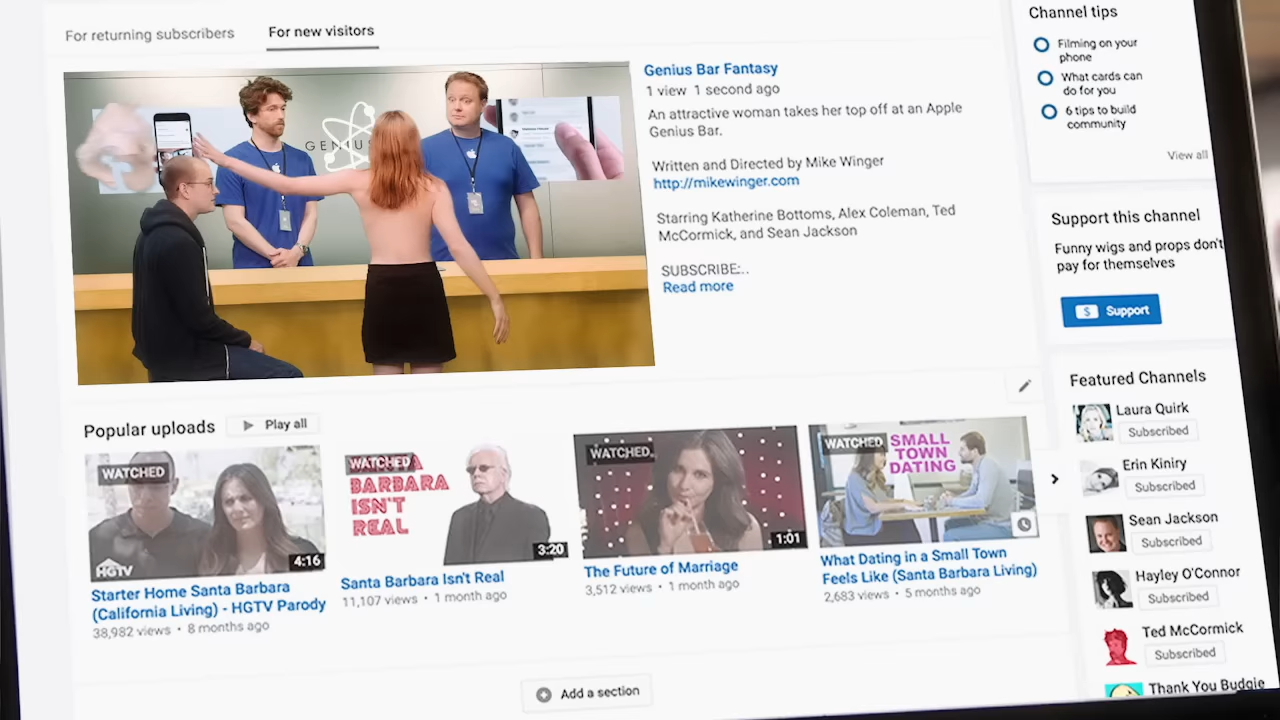 For returning subscribers
For new visitors
GENIUS
Genius Bar Fantasy
1 view 1 second ago
An attractive woman takes her top off at an Apple
Genius Bar.
Written and Directed by Mike Winger
http://mikewinger.com
Starring Katherine Bottoms, Alex Coleman, Ted
McCormick, and Sean Jackson
SUBSCRIBE:..
Read more
Popular uploads
Play all
WATCHED
HGTV
4:16
Starter Home Santa Barbara
(California Living) - HGTV Parody
38,982 views • 8 months ago
WATCHED
BARBARA
ISN'T
REAL
3:20
Santa Barbara Isn't Real
11,107 views • 1 month ago
WATCHED
1:01
The Future of Marriage
3,512 views • 1 month ago
WATCHED
SMALL
TOWN
DATING
What Dating in a Small Town
Feels Like (Santa Barbara Living)
2,683 views • 5 months ago
Add a section
Channel tips
Filming on your
phone
What cards can
do for you
6 tips to build
community
View all
Support this channel
Funny wigs and props don't
pay for themselves
$ Support
Featured Channels
Laura Quirk
Subscribed
Erin Kiniry
Subscribed
Sean Jackson
Subscribed
Hayley O'Connor
Subscribed
Ted McCormick
Subscribed
Thank You Budgie